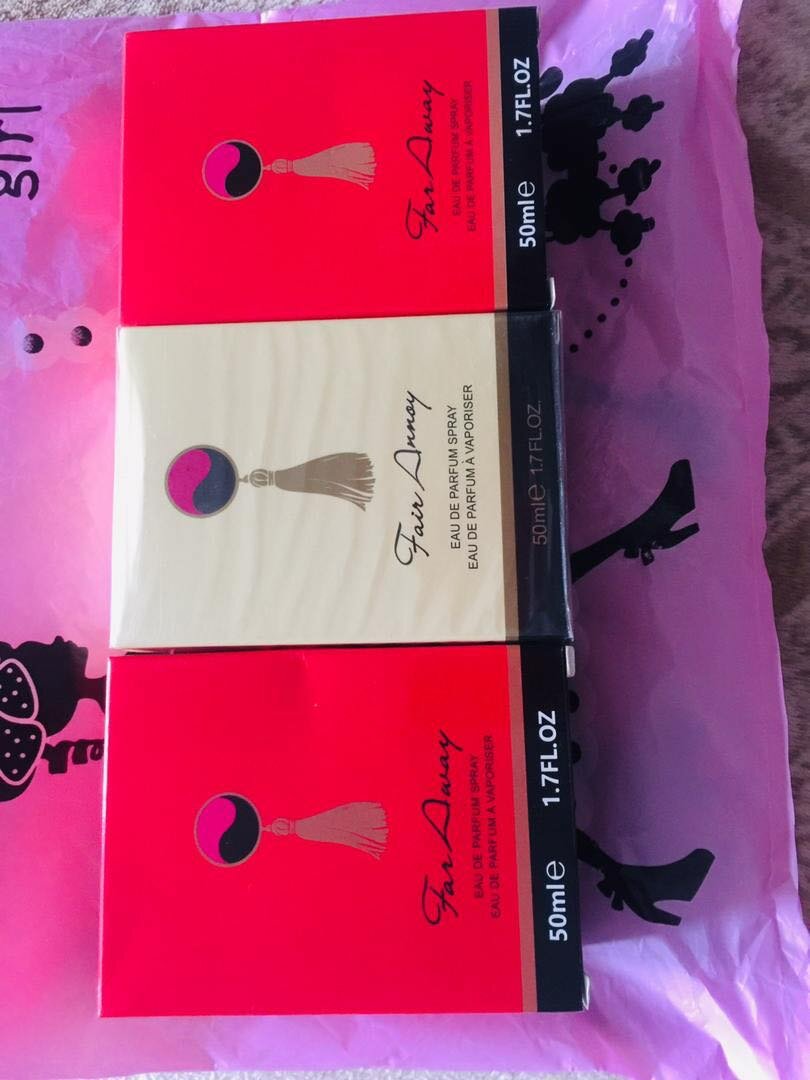 girl
Far Away
EAU DE PARFUM SPRAY
EAU DE PARFUM À VAPORISER
50ml e 1.7FL.OZ
Fair Annoy
EAU DE PARFUM SPRAY
EAU DE PARFUM À VAPORISER
50ml e 1.7 FL.OZ.
Far Away
EAU DE PARFUM SPRAY
EAU DE PARFUM À VAPORISER
50ml e 1.7FL.OZ